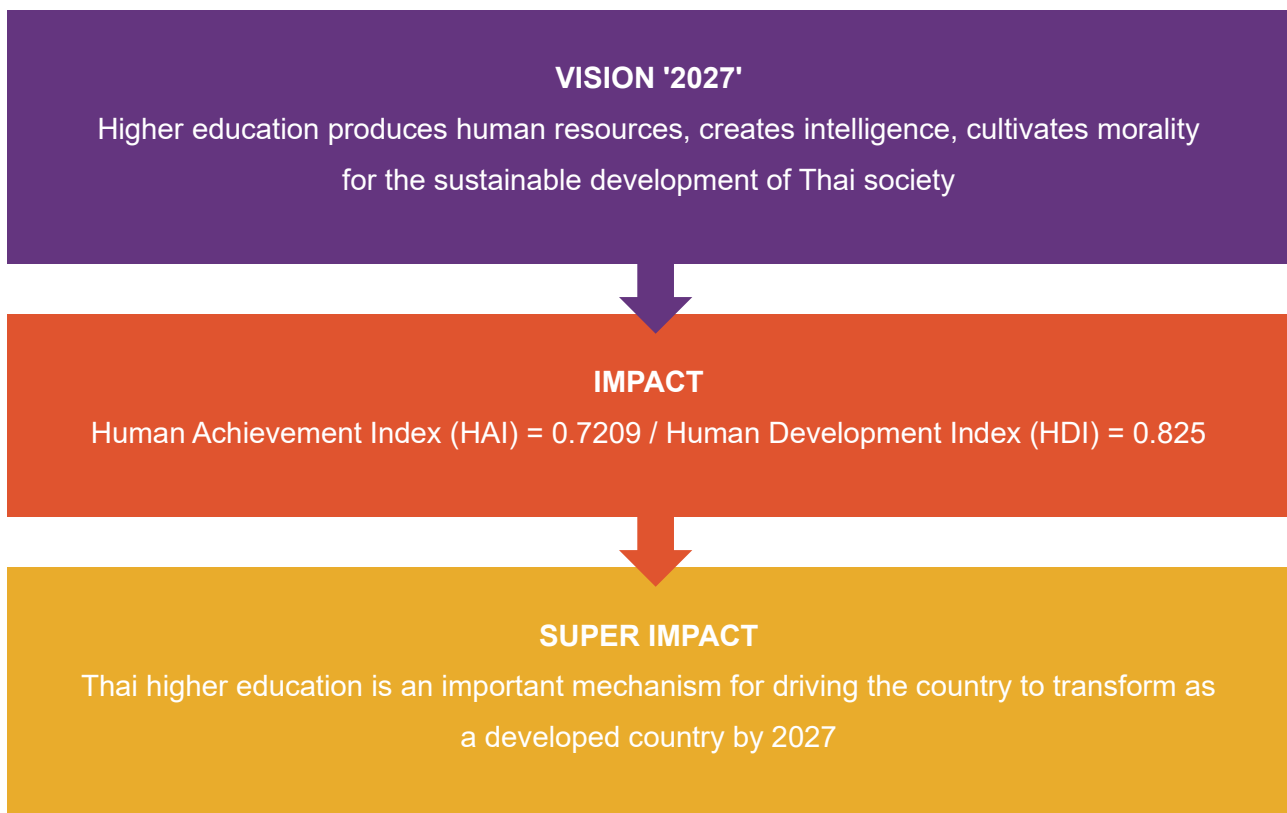 VISION '2027'
Higher education produces human resources, creates intelligence, cultivates morality
for the sustainable development of Thai society
IMPACT
Human Achievement Index (HAI) = 0.7209 / Human Development Index (HDI) = 0.825
SUPER IMPACT
Thai higher education is an important mechanism for driving the country to transform as
a developed country by 2027